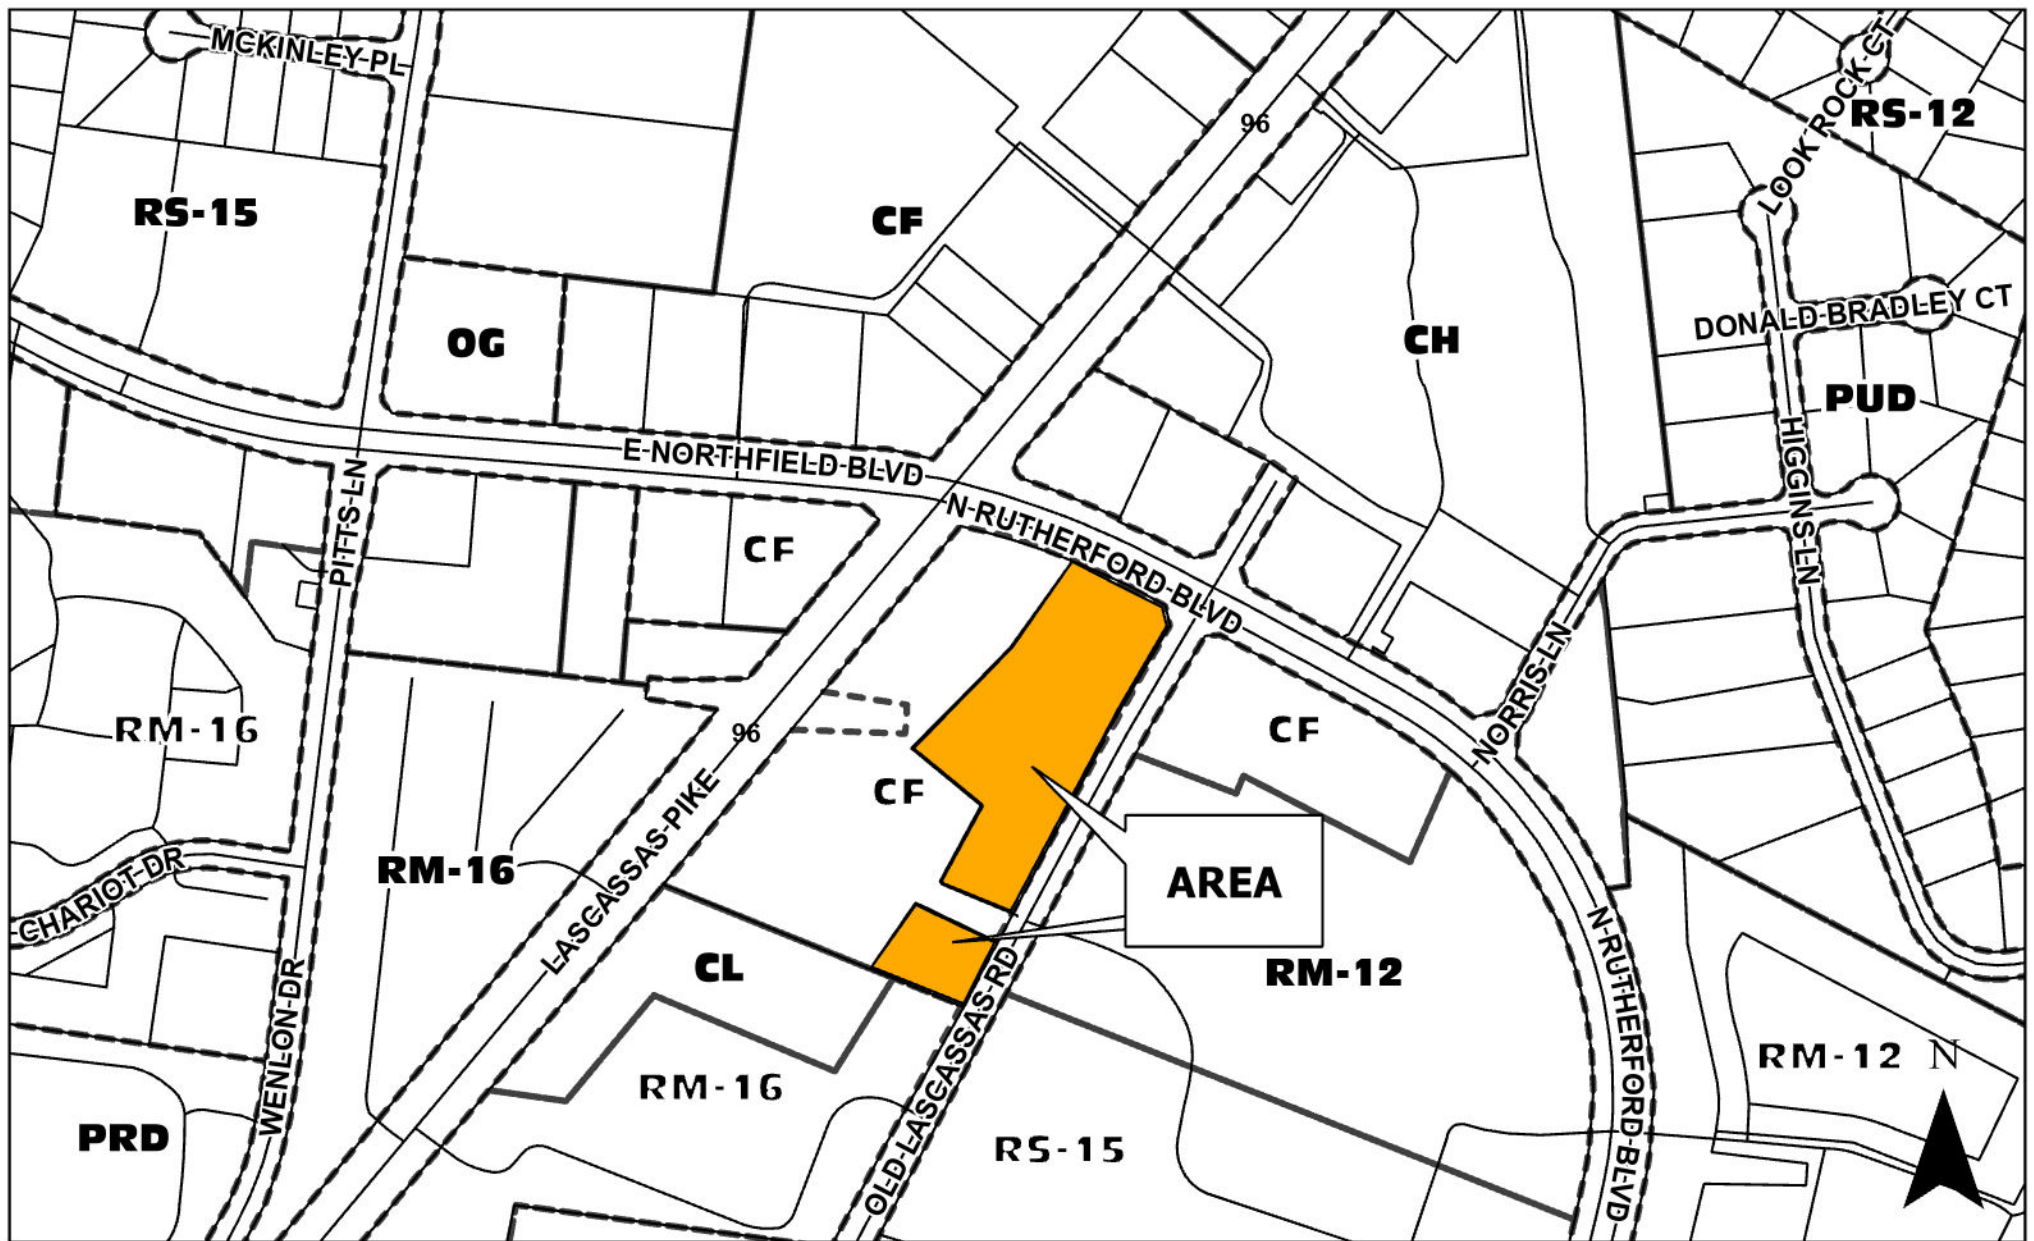 MCKINLEY PL
LOOK ROCK CT
RS-12
96
RS-15
CF
DONALD BRADLEY CT
OG
CH
PUD
E NORTHFIELD BLVD
HIGGINS LN
PITTS LN
N RUTHERFORD BLVD
CF
NORRIS LN
RM-16
96
CF
CF
LASCASSAS PIKE
RM-16
AREA
CHARIOT DR
CL
RM-12
N RUTHERFORD BLVD
WENLON DR
OLD LASCASSAS RD
RM-16
RM-12
N
PRD
RS-15